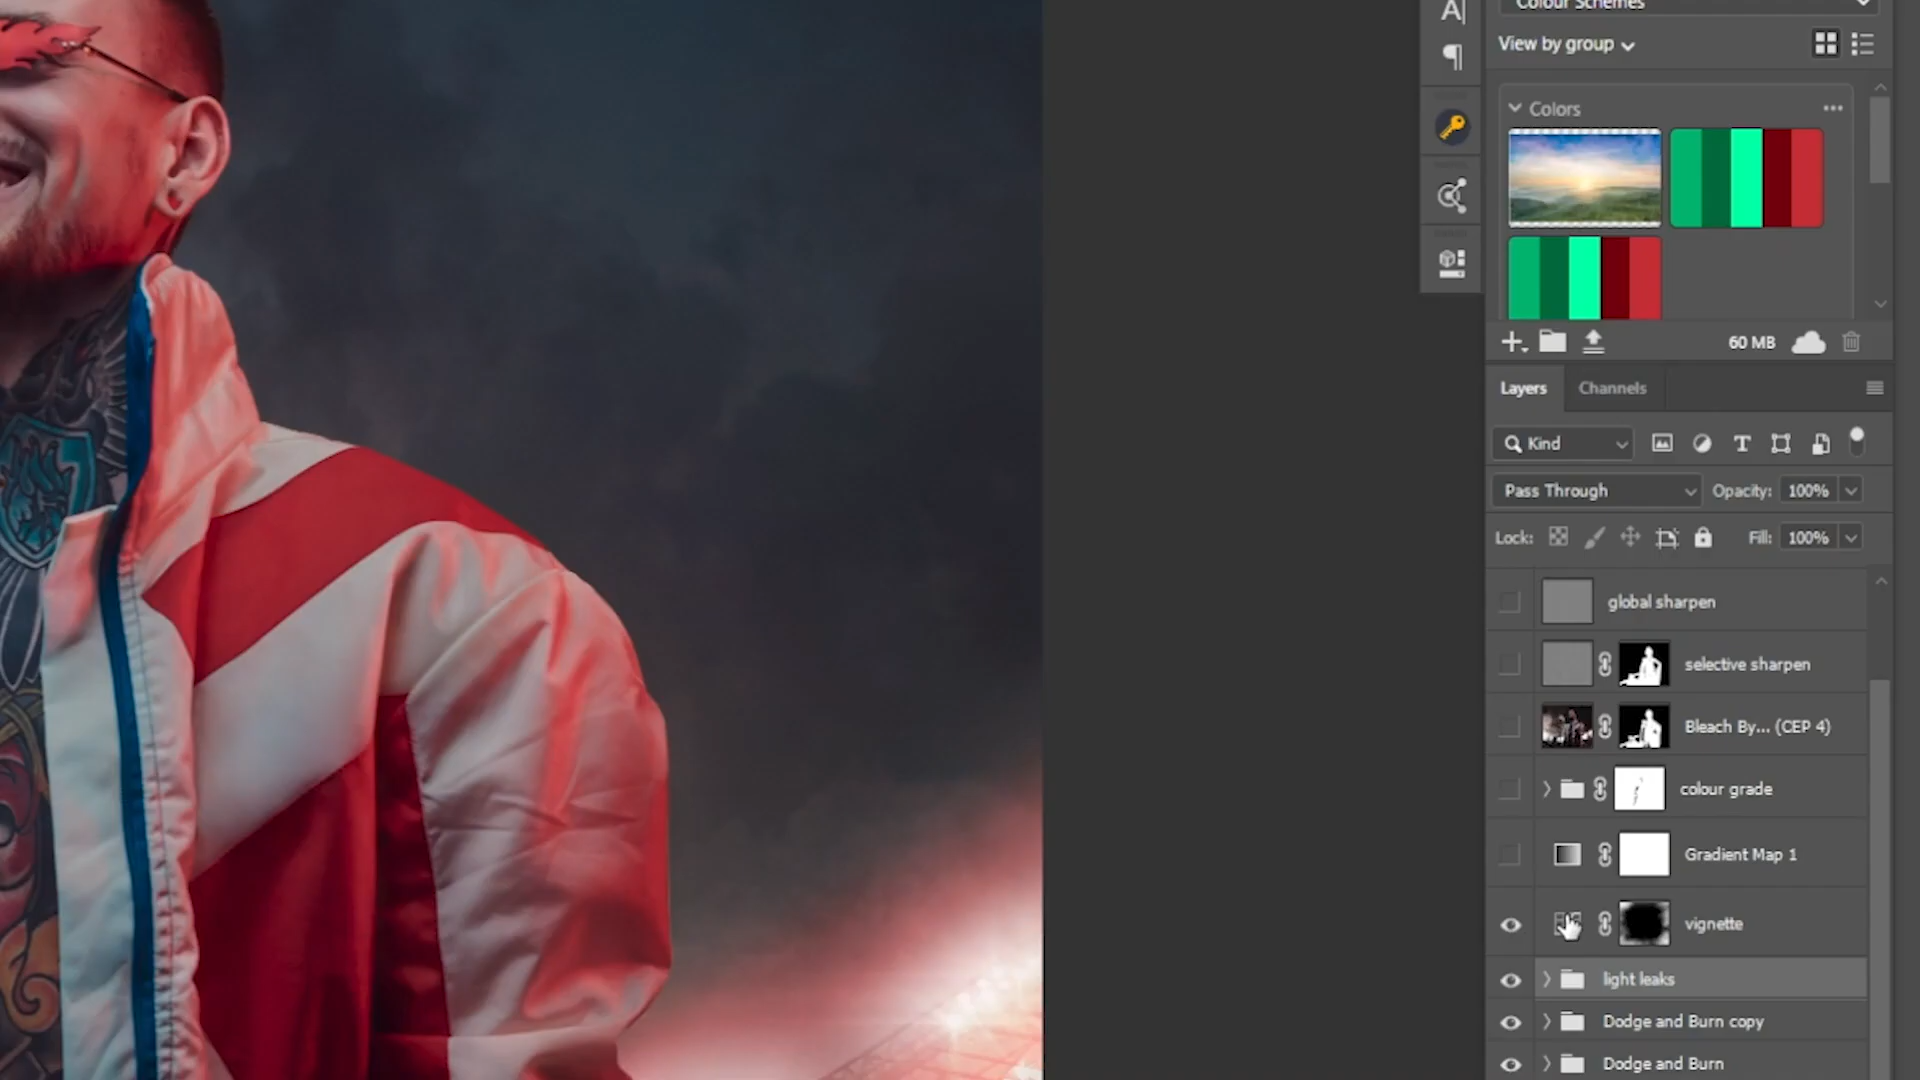 Colour Schemes
View by group
Colors
60 MB
Layers
Channels
Kind
Pass Through
Opacity: 100%
Lock:
Fill: 100%
global sharpen
selective sharpen
Bleach By... (CEP 4)
colour grade
Gradient Map 1
vignette
light leaks
Dodge and Burn copy
Dodge and Burn